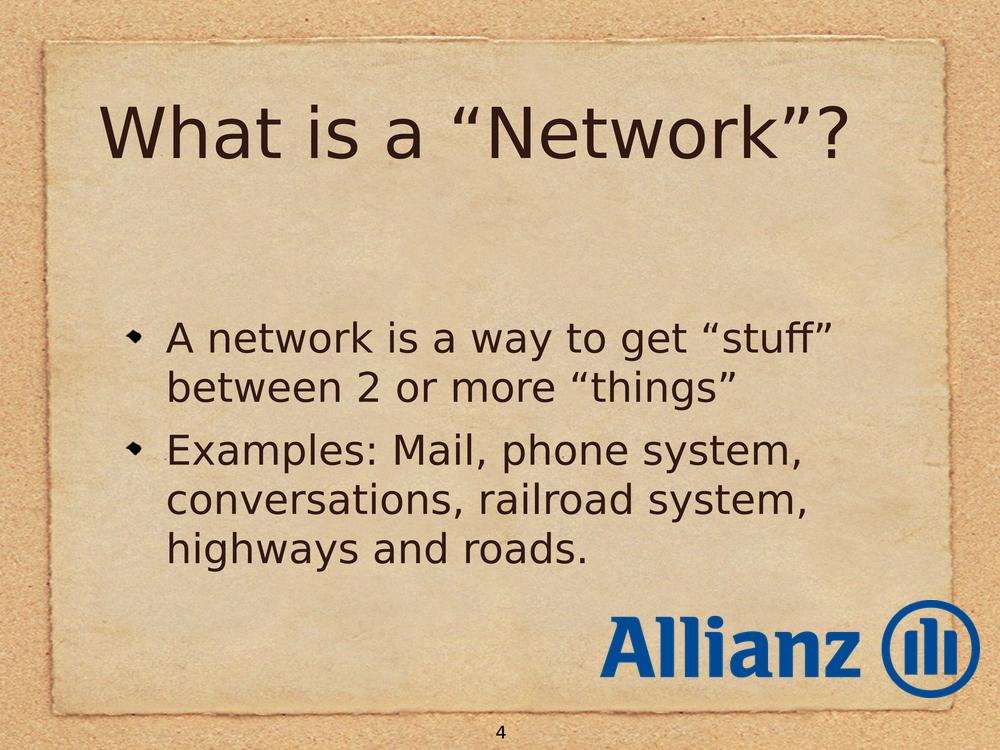 What is a “Network”?
A network is a way to get “stuff”
between 2 or more “things”
Examples: Mail, phone system,
conversations, railroad system,
highways and roads.
Allianz
4